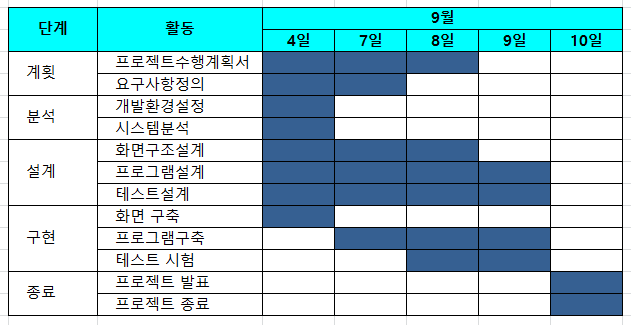 단계 활동 9월
4일 7일 8일 9일 10일
계획 프로젝트수행계획서
요구사항정의
분석 개발환경설정
시스템분석
설계 화면구조설계
프로그램설계
테스트설계
구현 화면 구축
프로그램구축
테스트 시험
종료 프로젝트 발표
프로젝트 종료